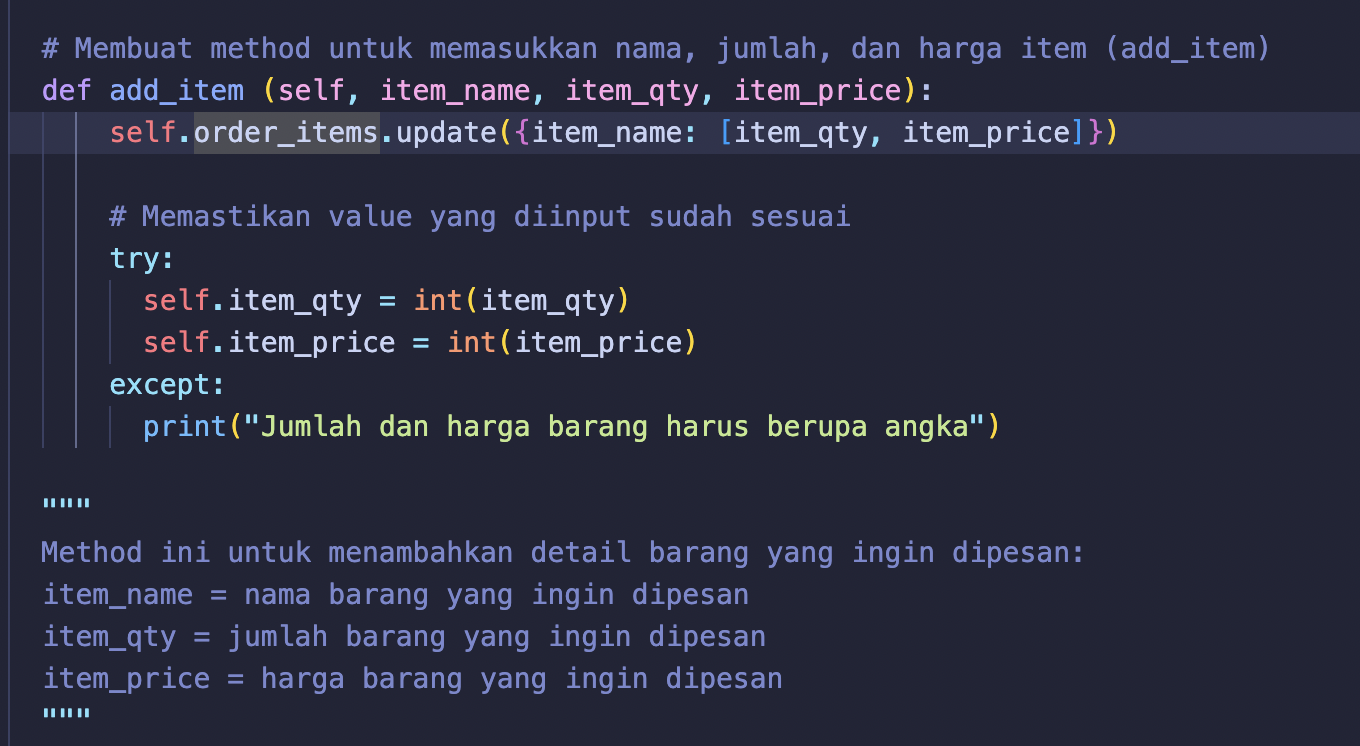 # Membuat method untuk memasukkan nama, jumlah, dan harga item (add_item)
def add_item (self, item_name, item_qty, item_price):
self.order_items.update({item_name: [item_qty, item_price]})
# Memastikan value yang diinput sudah sesuai
try:
self.item_qty = int(item_qty)
self.item_price = int(item_price)
except:
print("Jumlah dan harga barang harus berupa angka")
"""
Method ini untuk menambahkan detail barang yang ingin dipesan:
item_name = nama barang yang ingin dipesan
item_qty = jumlah barang yang ingin dipesan
item_price = harga barang yang ingin dipesan
"""